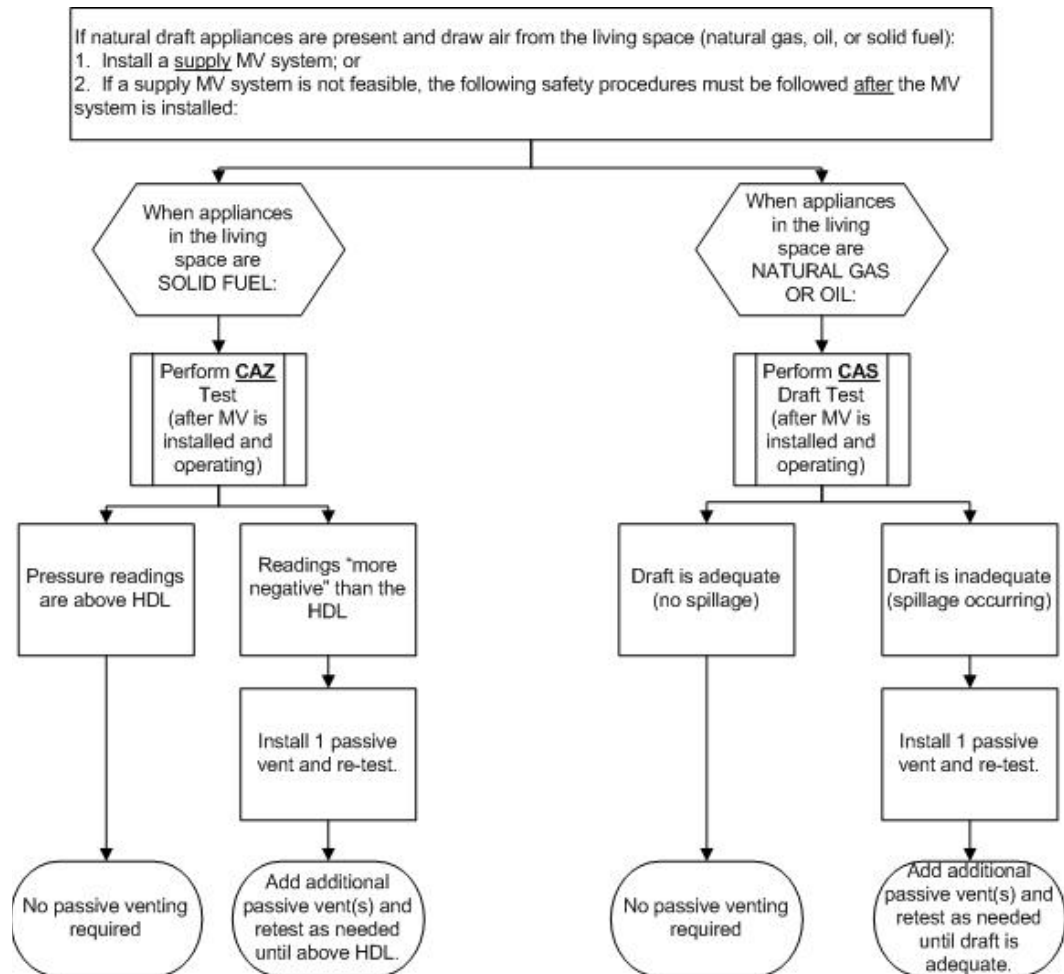 If natural draft appliances are present and draw air from the living space (natural gas, oil, or solid fuel):
1. Install a supply MV system; or
2. If a supply MV system is not feasible, the following safety procedures must be followed after the MV
system is installed:
When appliances
in the living
space are
SOLID FUEL:
When appliances
in the living
space are
NATURAL GAS
OR OIL:
Perform CAZ
Test
(after MV is
installed and
operating)
Perform CAS
Draft Test
(after MV is
installed and
operating)
Pressure readings
are above HDL
Readings “more
negative” than the
HDL
Draft is adequate
(no spillage)
Draft is inadequate
(spillage occurring)
Install 1 passive
vent and re-test.
Install 1 passive
vent and re-test.
No passive venting
required
Add additional
passive vent(s) and
retest as needed
until above HDL.
No passive venting
required
Add additional
passive vent(s) and
retest as needed
until draft is
adequate.